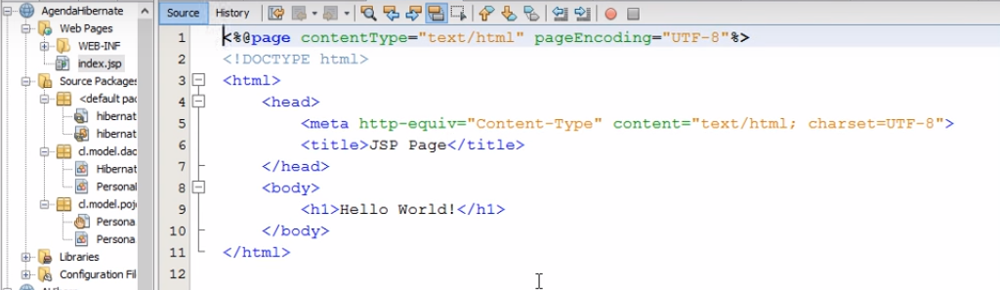 AgendaHibernate
Web Pages
WEB-INF
index.jsp
Source Packages
<default pac
hibernat
hibernat
cl.model.dao
Hibernat
Personal
cl.model.pojo
Persona
Persona
Libraries
Configuration Fil
Source
History
1 <%@page contentType="text/html" pageEncoding="UTF-8"%>
2 <!DOCTYPE html>
3 <html>
4 <head>
5 <meta http-equiv="Content-Type" content="text/html; charset=UTF-8">
6 <title>JSP Page</title>
7 </head>
8 <body>
9 <h1>Hello World!</h1>
10 </body>
11 </html>
12